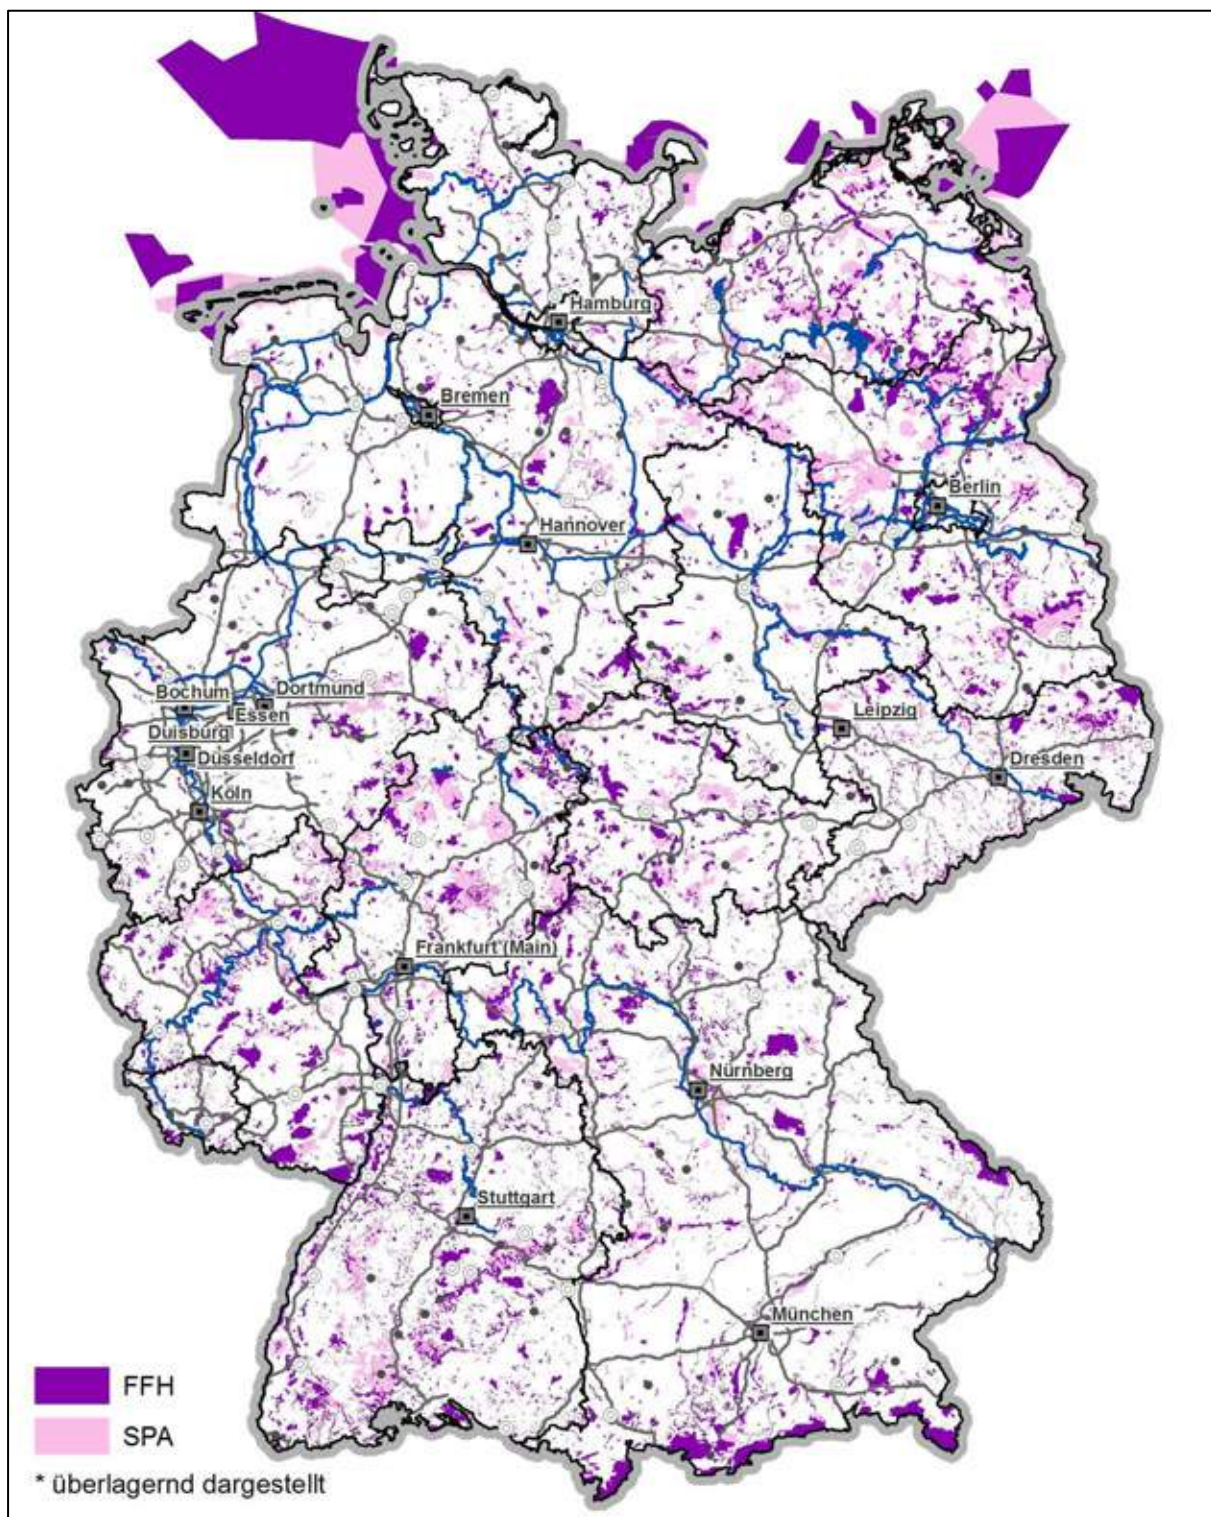 Hamburg
Bremen
Berlin
Hannover
Bochum
Dortmund
Essen
Duisburg
Düsseldorf
Köln
Leipzig
Dresden
Frankfurt (Main)
Nürnberg
Stuttgart
München
FFH
SPA
* überlagernd dargestellt